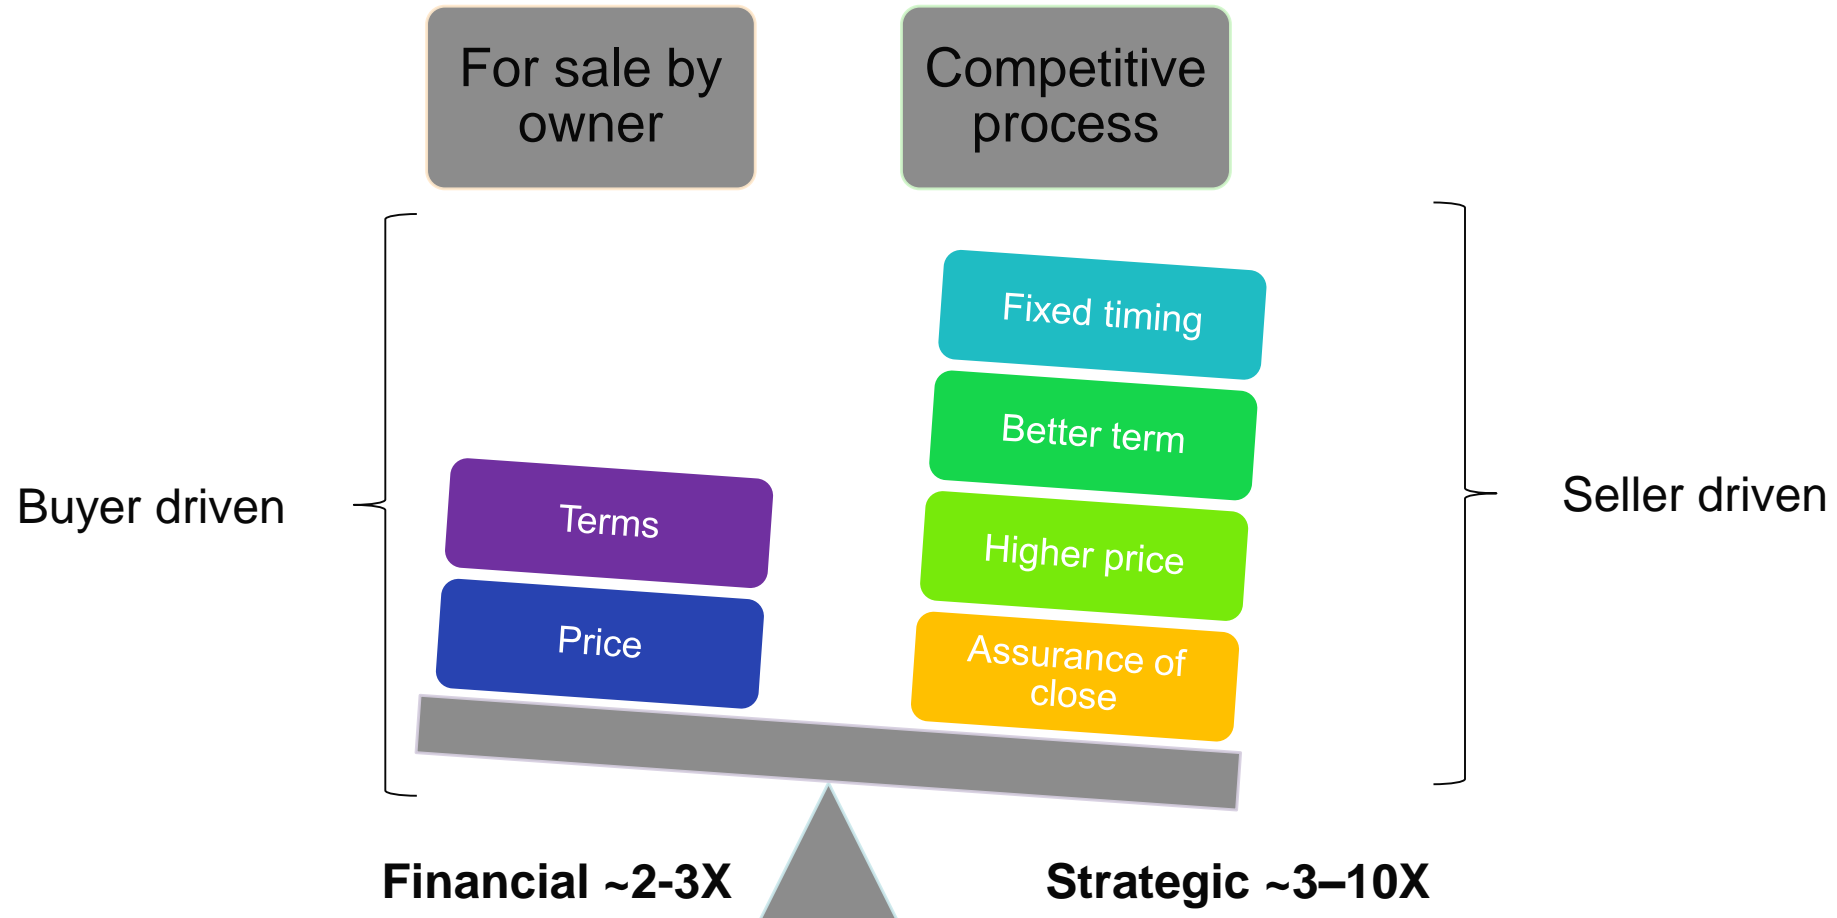 For sale by
owner
Competitive
process
Fixed timing
Better term
Higher price
Assurance of
close
Terms
Price
Buyer driven
Seller driven
Financial ~2-3X
Strategic ~3–10X